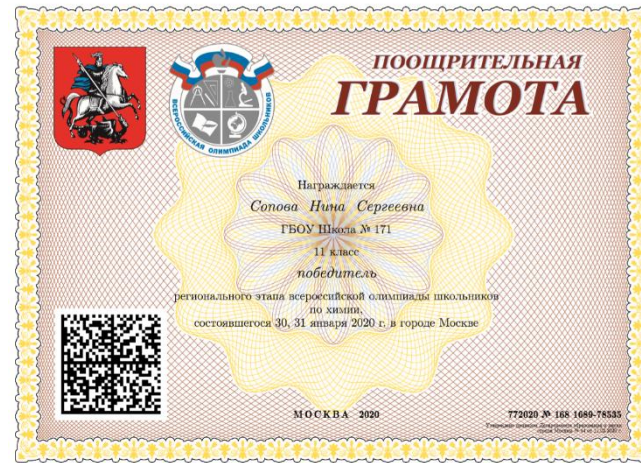 ПООЩРИТЕЛЬНАЯ
ГРАМОТА
ВСЕРОССИЙСКАЯ ОЛИМПИАДА ШКОЛЬНИКОВ
Награждается
Сопова Нина Сергеевна
ГБОУ Школа № 171
11 класс
победитель
регионального этапа всероссийской олимпиады школьников
по химии,
состоявшегося 30, 31 января 2020 г. в городе Москве
МОСКВА 2020
772020 № 168 1689-78535